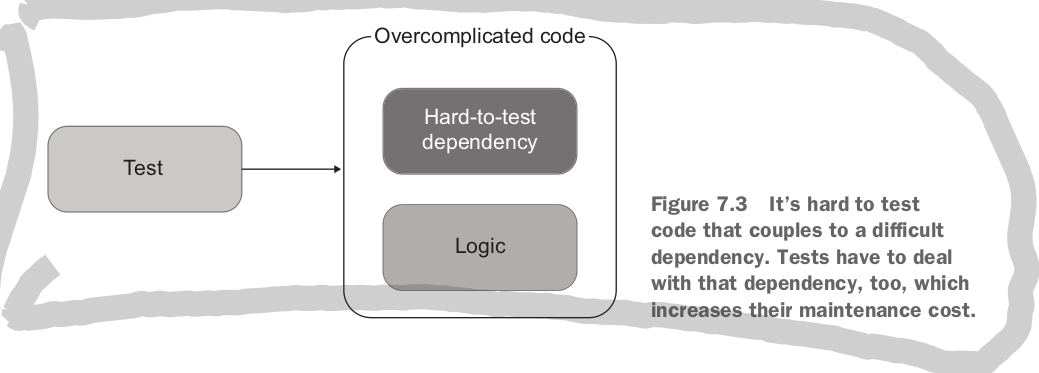 Overcomplicated code
Hard-to-test
dependency
Test
Logic
Figure 7.3 It’s hard to test
code that couples to a difficult
dependency. Tests have to deal
with that dependency, too, which
increases their maintenance cost.